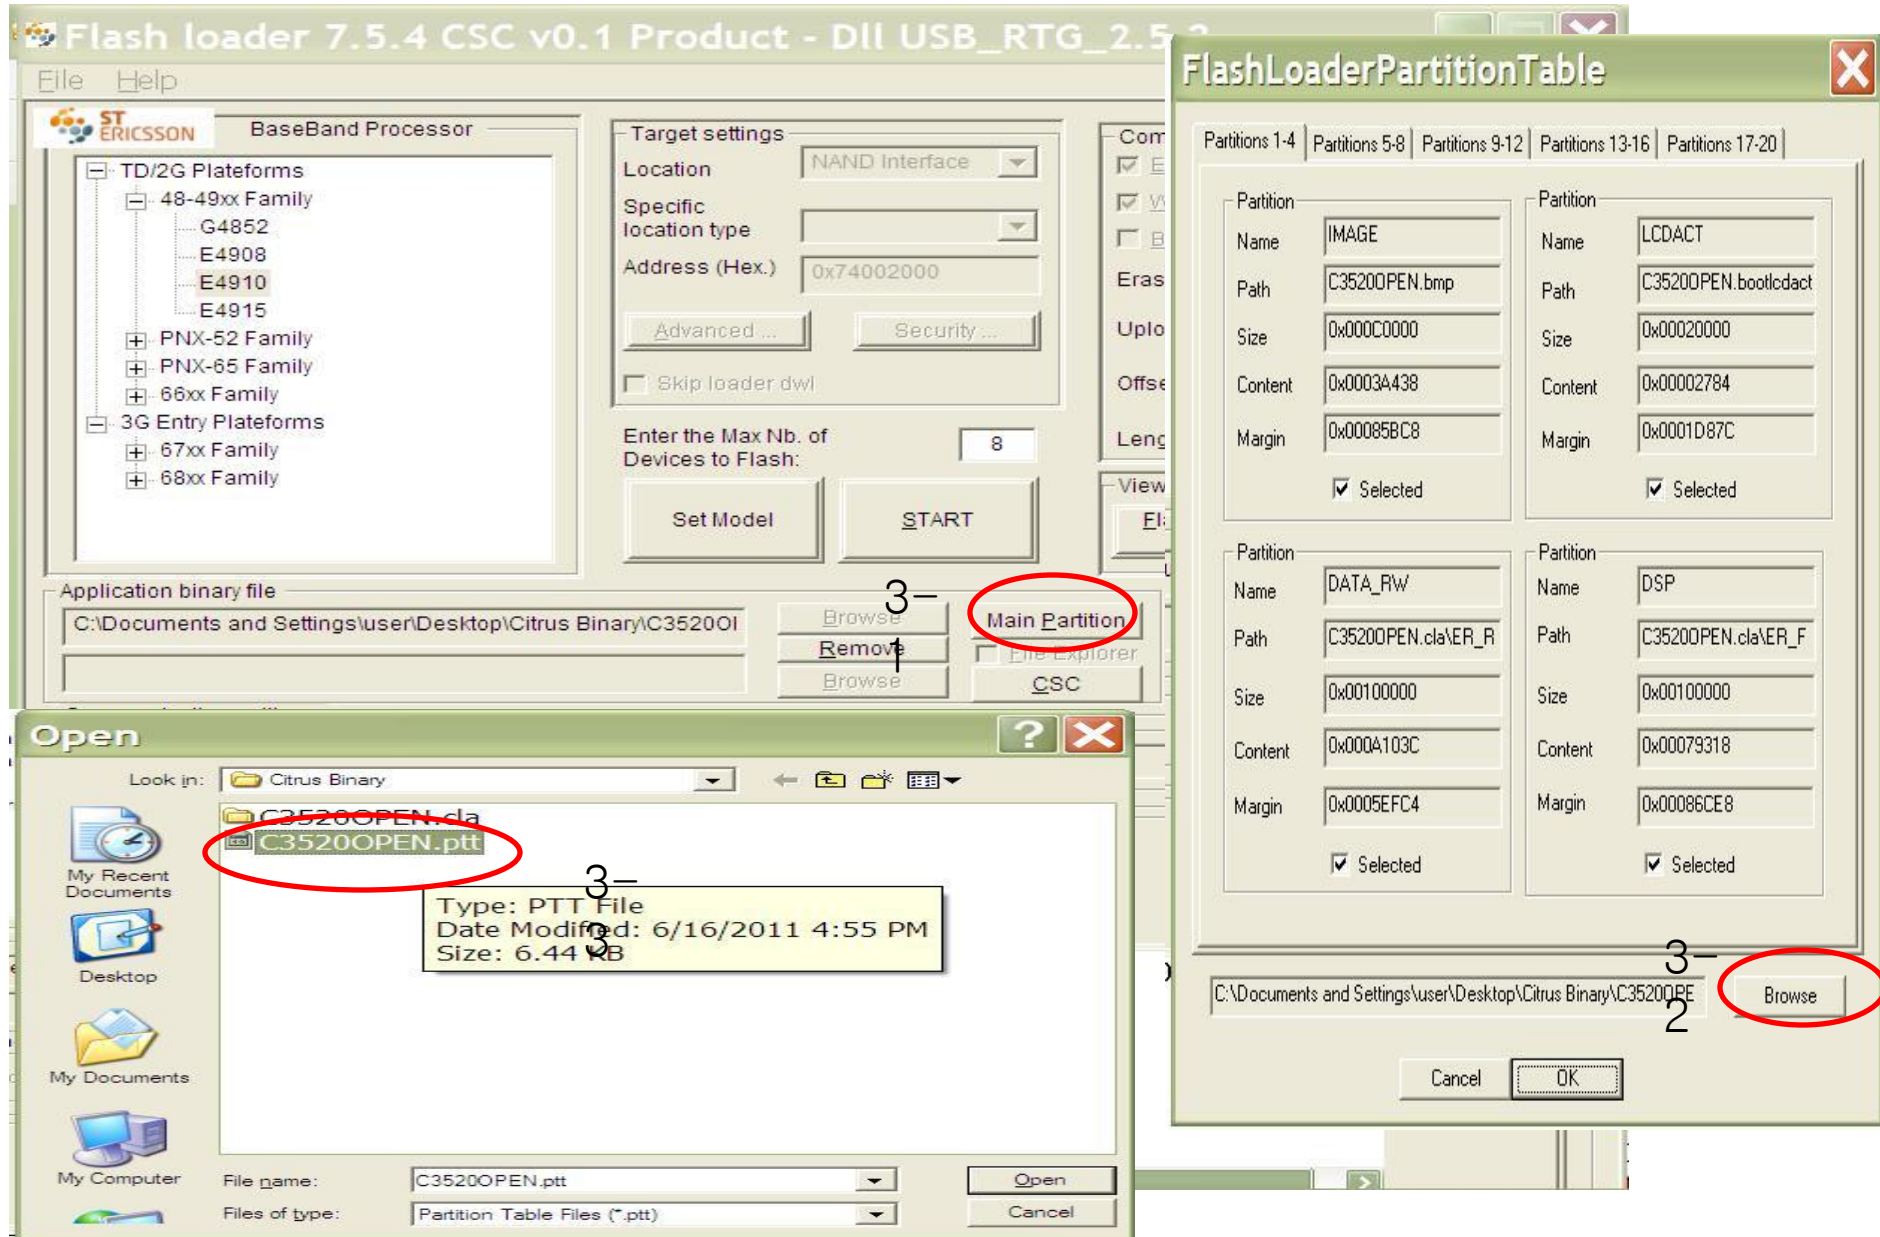 Flash loader 7.5.4 CSC v0.1 Product - Dll USB_RTG_2.5.2
File Help
ST
ERICSSON
BaseBand Processor
TD/2G Plateforms
48-49xx Family
G4852
E4908
E4910
E4915
PNX-52 Family
PNX-65 Family
66xx Family
3G Entry Plateforms
67xx Family
68xx Family
Target settings
Location
NAND Interface
Specific
location type
Address (Hex.)
0x74002000
Advanced ...
Security ...
Skip loader dwl
Enter the Max Nb. of
Devices to Flash:
8
Set Model
START
Com
E
W
B
Eras
Uplo
Offse
Leng
View
Fl
Application binary file
C:\Documents and Settings\user\Desktop\Citrus Binary\C3520OI
Browse
Remove
Browse
3-
1
Main Partition
File Explorer
CSC
Open
Look in:
Citrus Binary
C3520OPEN.cla
C3520OPEN.ptt
3-
3
Type: PTT File
Date Modified: 6/16/2011 4:55 PM
Size: 6.44 KB
My Recent
Documents
Desktop
My Documents
My Computer
File name:
C3520OPEN.ptt
Open
Files of type:
Partition Table Files (*.ptt)
Cancel
FlashLoaderPartitionTable
Partitions 1-4
Partitions 5-8
Partitions 9-12
Partitions 13-16
Partitions 17-20
Partition
Name
IMAGE
Path
C3520OPEN.bmp
Size
0x000C0000
Content
0x0003A438
Margin
0x00085BC8
Selected
Partition
Name
LCDACT
Path
C3520OPEN.bootlcdact
Size
0x00020000
Content
0x00002784
Margin
0x0001D87C
Selected
Partition
Name
DATA_RW
Path
C3520OPEN.cla\ER_R
Size
0x00100000
Content
0x000A103C
Margin
0x0005EFC4
Selected
Partition
Name
DSP
Path
C3520OPEN.cla\ER_F
Size
0x00100000
Content
0x00079318
Margin
0x00086CE8
Selected
C:\Documents and Settings\user\Desktop\Citrus Binary\C3520OPE
3-
2
Browse
Cancel
OK